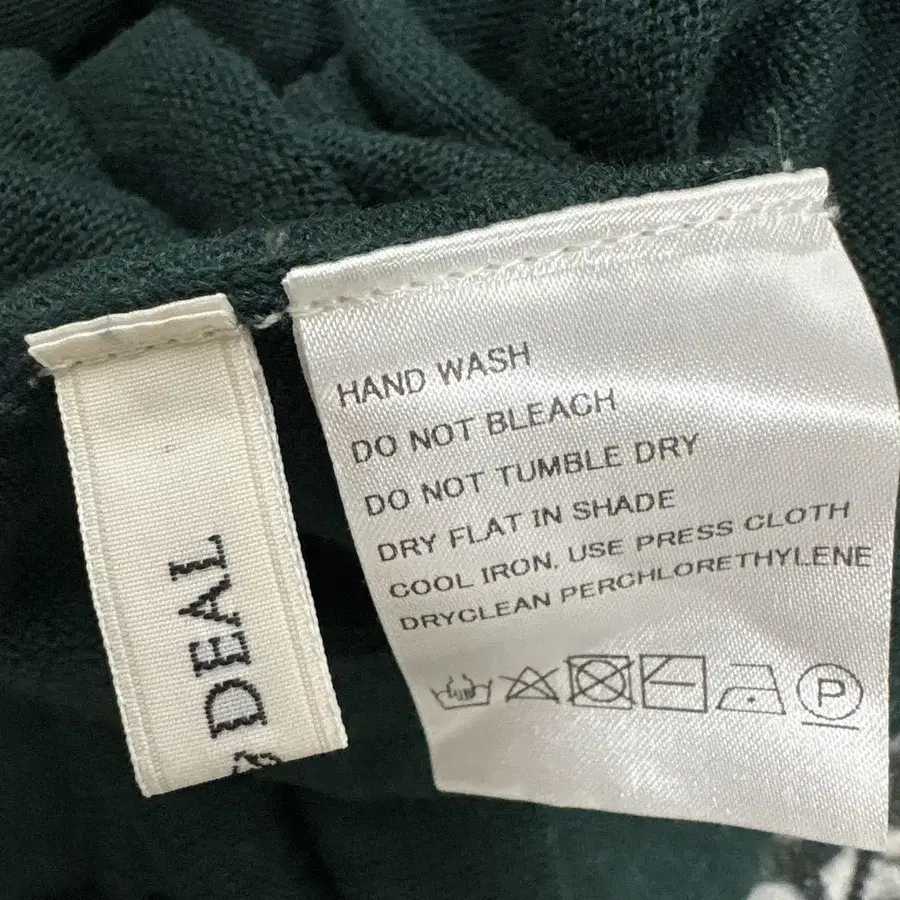 HAND WASH
DO NOT BLEACH
DO NOT TUMBLE DRY
DRY FLAT IN SHADE
COOL IRON, USE PRESS CLOTH
DRYCLEAN PERCHLORETHYLENE
P
DEAL